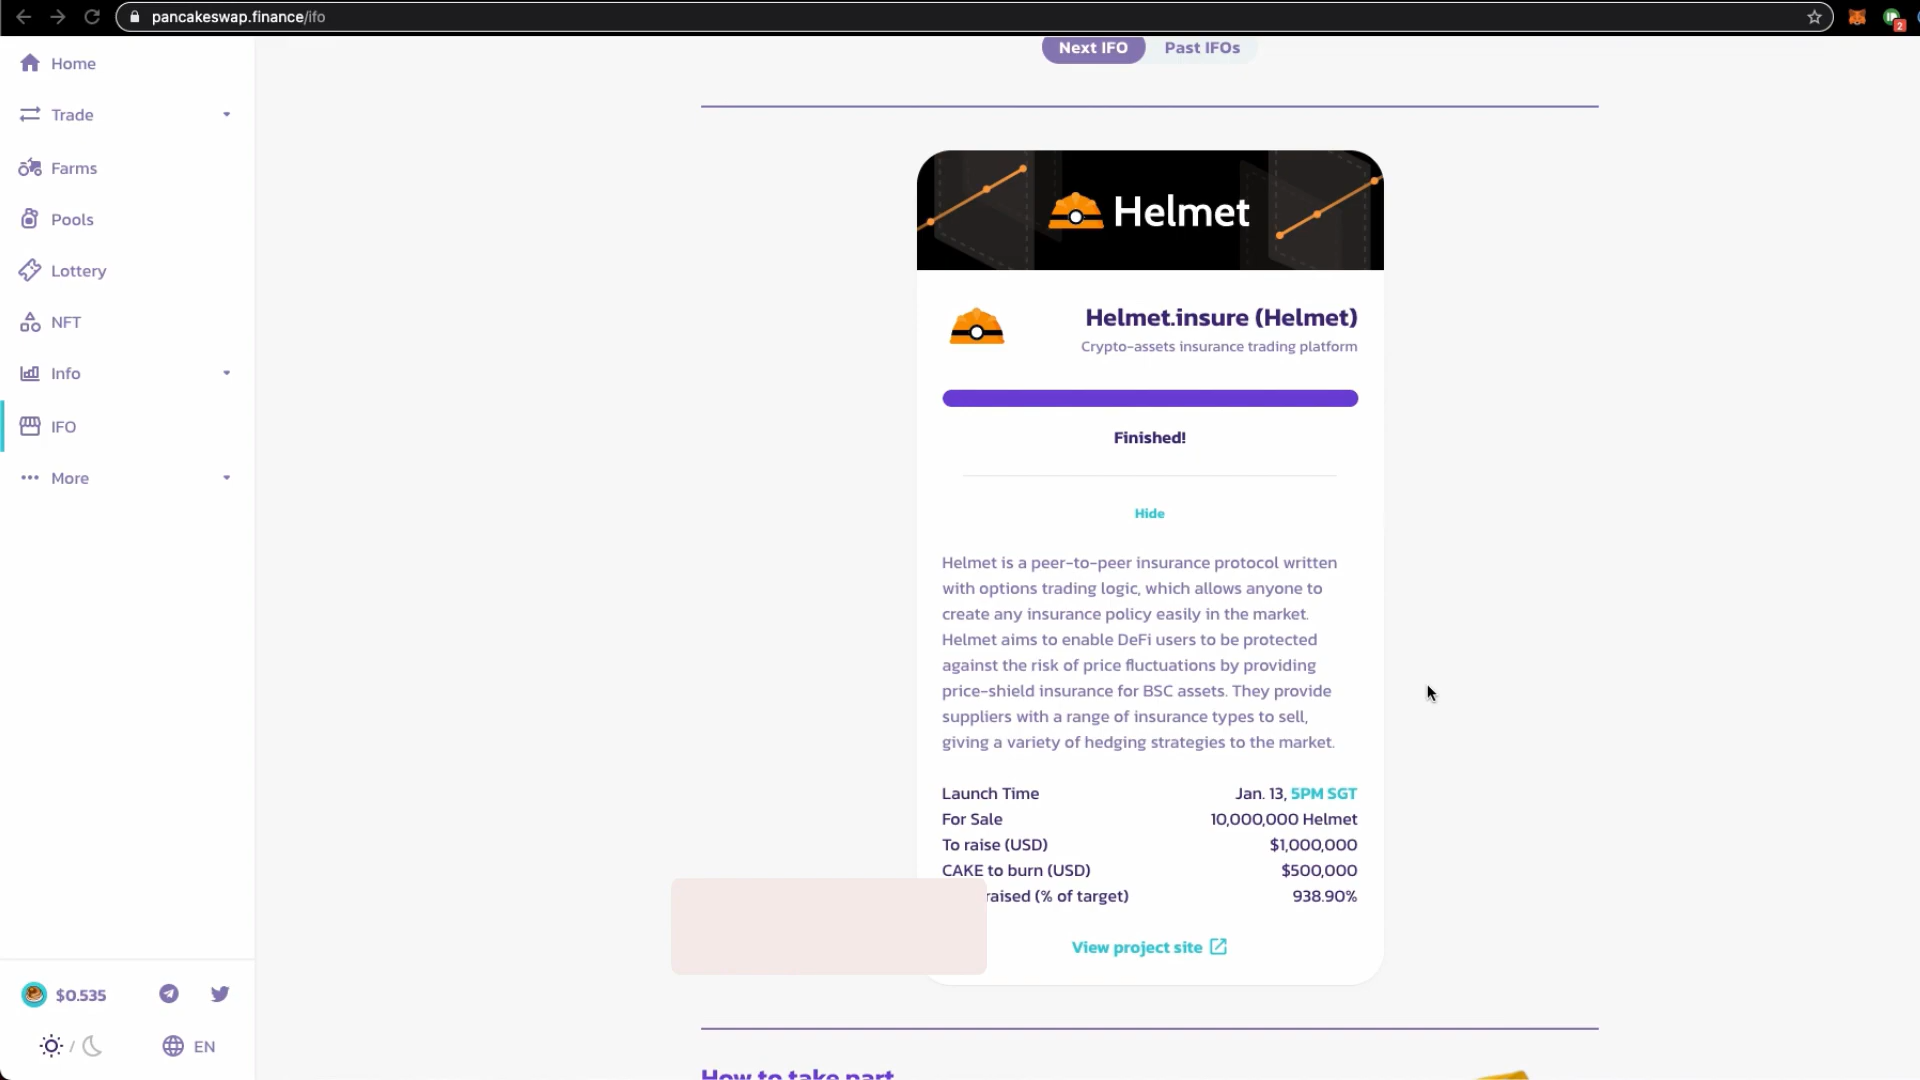 pancakeswap.finance/ifo
2
Home
Trade
Farms
Pools
Lottery
NFT
Info
IFO
More
$0.535
/
EN
Next IFO
Past IFOs
Helmet
Helmet.insure (Helmet)
Crypto-assets insurance trading platform
Finished!
Hide
Helmet is a peer-to-peer insurance protocol written
with options trading logic, which allows anyone to
create any insurance policy easily in the market.
Helmet aims to enable DeFi users to be protected
against the risk of price fluctuations by providing
price-shield insurance for BSC assets. They provide
suppliers with a range of insurance types to sell,
giving a variety of hedging strategies to the market.
Launch Time Jan. 13, 5PM SGT
For Sale 10,000,000 Helmet
To raise (USD) $1,000,000
CAKE to burn (USD) $500,000
raised (% of target) 938.90%
View project site
How to take part